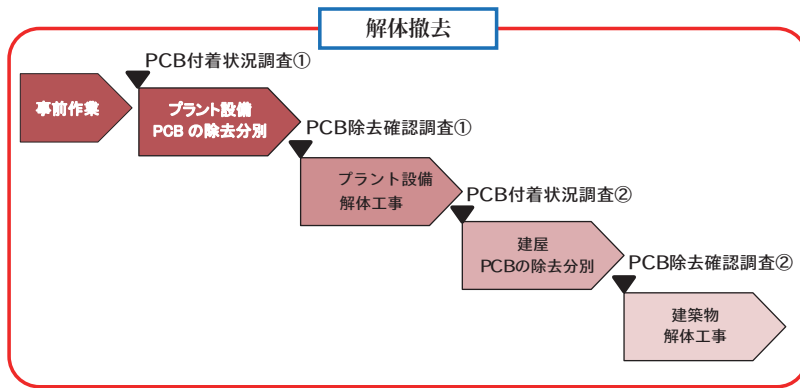 解体撤去
PCB付着状況調査①
事前作業
プラント設備
PCB の除去分別
PCB除去確認調査①
プラント設備
解体工事
PCB付着状況調査②
建屋
PCBの除去分別
PCB除去確認調査②
建築物
解体工事